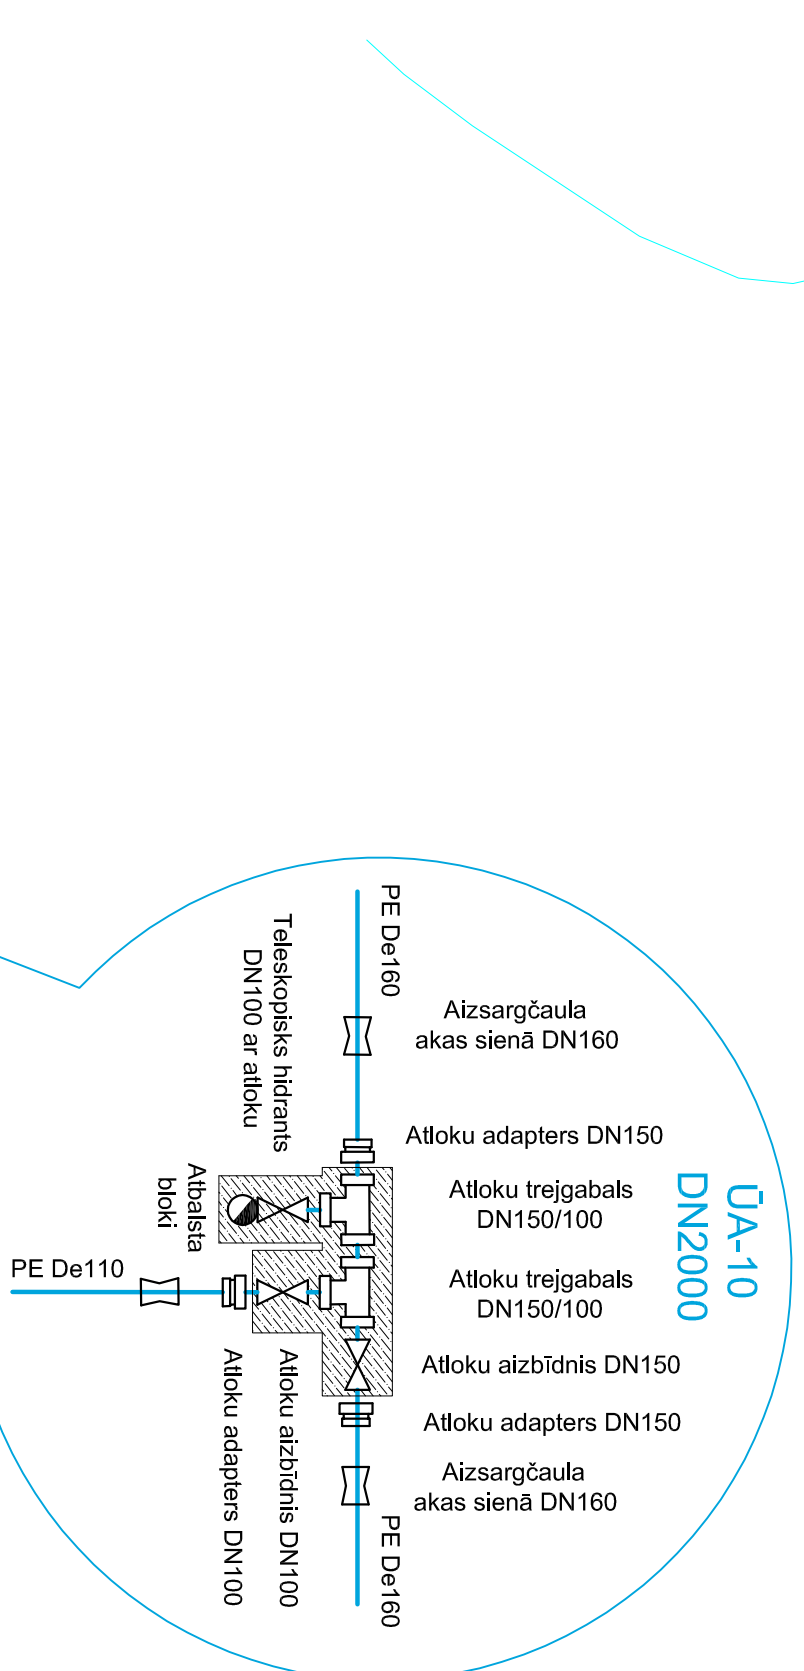 ŪA-10
DN2000
PE De160
Aizsargčaula
akas sienā DN160
Teleskopisks hidrants
DN100 ar atloku
Atloku adapters DN150
Atloku trejgabals
DN150/100
Atbalsta
bloki
PE De110
Atloku trejgabals
DN150/100
Atloku aizbīdnis DN150
Atloku adapters DN150
Atloku aizbīdnis DN100
Atloku adapters DN100
Aizsargčaula
akas sienā DN160
PE De160